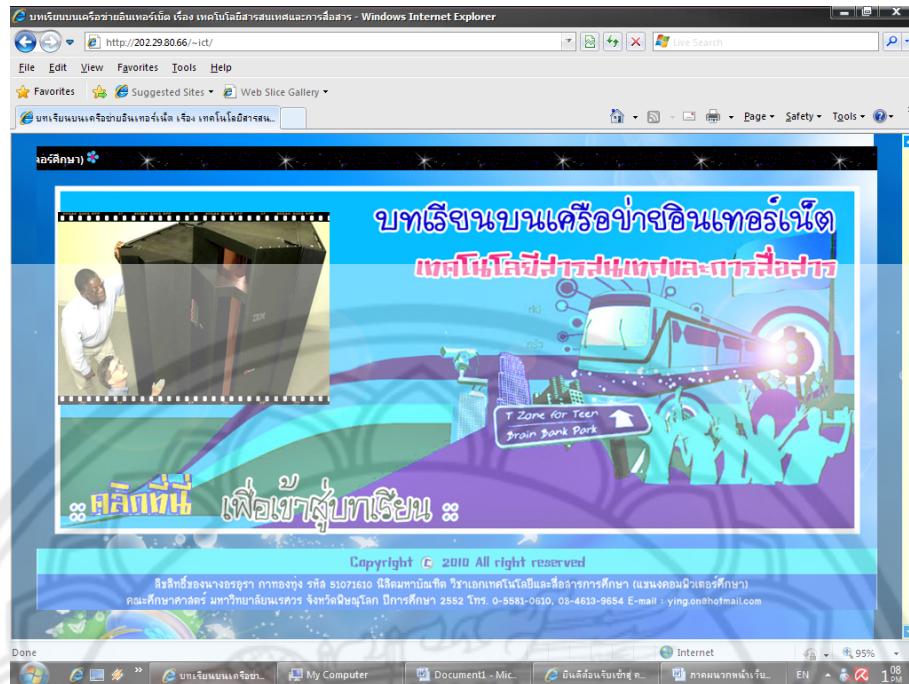 บทเรียนบนเครือข่ายอินเทอร์เน็ต เรื่อง เทคโนโลยีสารสนเทศและการสื่อสาร - Windows Internet Explorer
http://202.29.80.66/~ict/
Live Search
File Edit View Favorites Tools Help
Favorites Suggested Sites Web Slice Gallery
บทเรียนบนเครือข่ายอินเทอร์เน็ต เรื่อง เทคโนโลยีสารสน...
Page Safety Tools
อร์ศึกษา)
บทเรียนบนเครือข่ายอินเทอร์เน็ต
เทคโนโลยีสารสนเทศและการสื่อสาร
IBM
T Zone for Teen
Brain Bank Park
:: คลิกที่นี่ เพื่อเข้าสู่บทเรียน ::
Copyright © 2010 All right reserved
ลิขสิทธิ์ของนางอรอุรา กาทองทุ่ง รหัส 51071610 นิสิตมหาบัณฑิต วิชาเอกเทคโนโลยีและสื่อสารการศึกษา (แขนงคอมพิวเตอร์ศึกษา)
คณะศึกษาศาสตร์ มหาวิทยาลัยนเรศวร จังหวัดพิษณุโลก ปีการศึกษา 2552 โทร. 0-5581-0610, 08-4613-9654 E-mail : ying.on@hotmail.com
Done
Internet
95%
บทเรียนบนเครือข่า...
My Computer
Document1 - Mic...
ยินดีต้อนรับเข้าสู่ ค...
ภาคผนวกหน้าเว็บ...
EN
1:08 PM